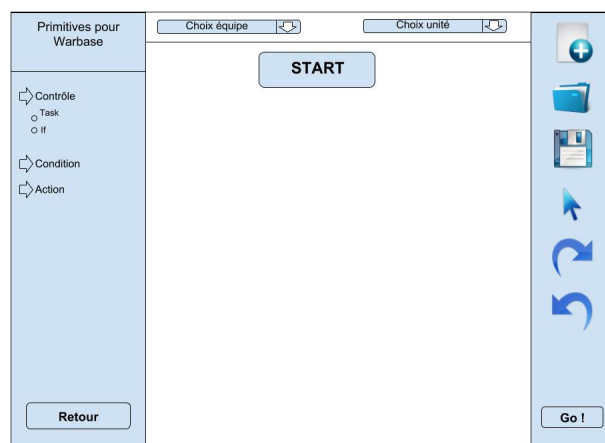 Primitives pour
Warbase
Choix équipe
Choix unité
START
Contrôle
Task
If
Condition
Action
Retour
Go !